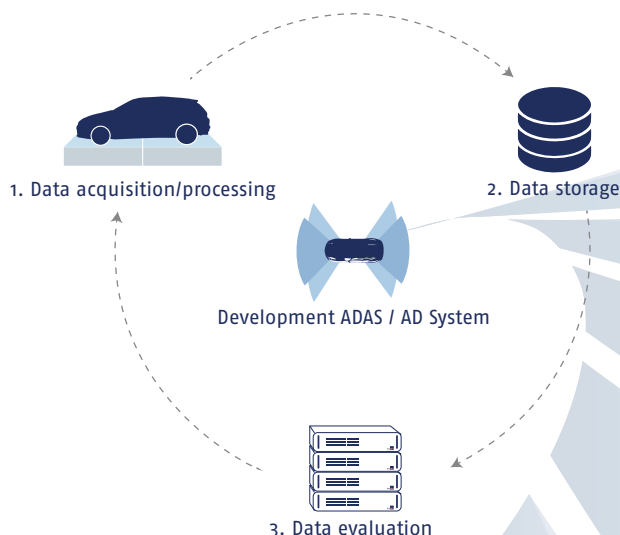 1. Data acquisition/processing
2. Data storage
Development ADAS / AD System
3. Data evaluation